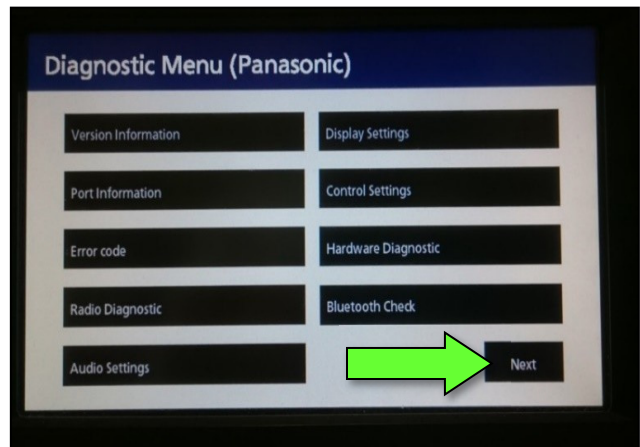 Diagnostic Menu (Panasonic)
Version Information
Display Settings
Port Information
Control Settings
Error code
Hardware Diagnostic
Radio Diagnostic
Bluetooth Check
Audio Settings
Next